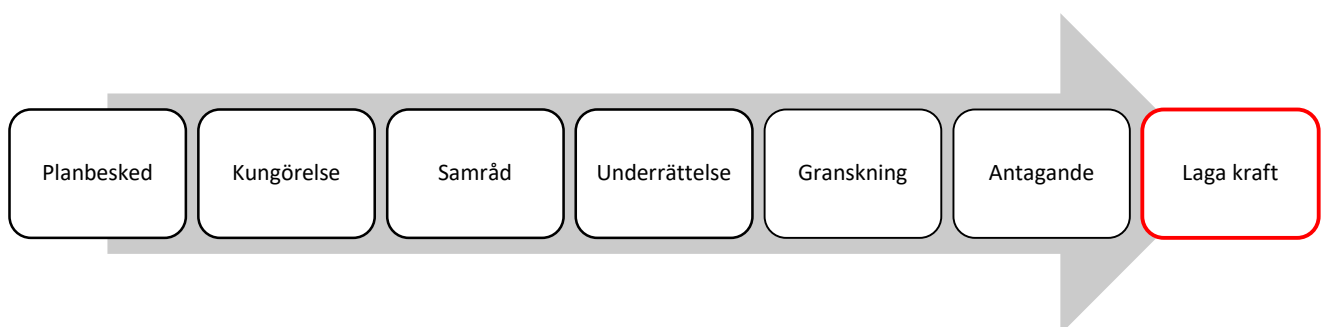 Planbesked
Kungörelse
Samråd
Underrättelse
Granskning
Antagande
Laga kraft